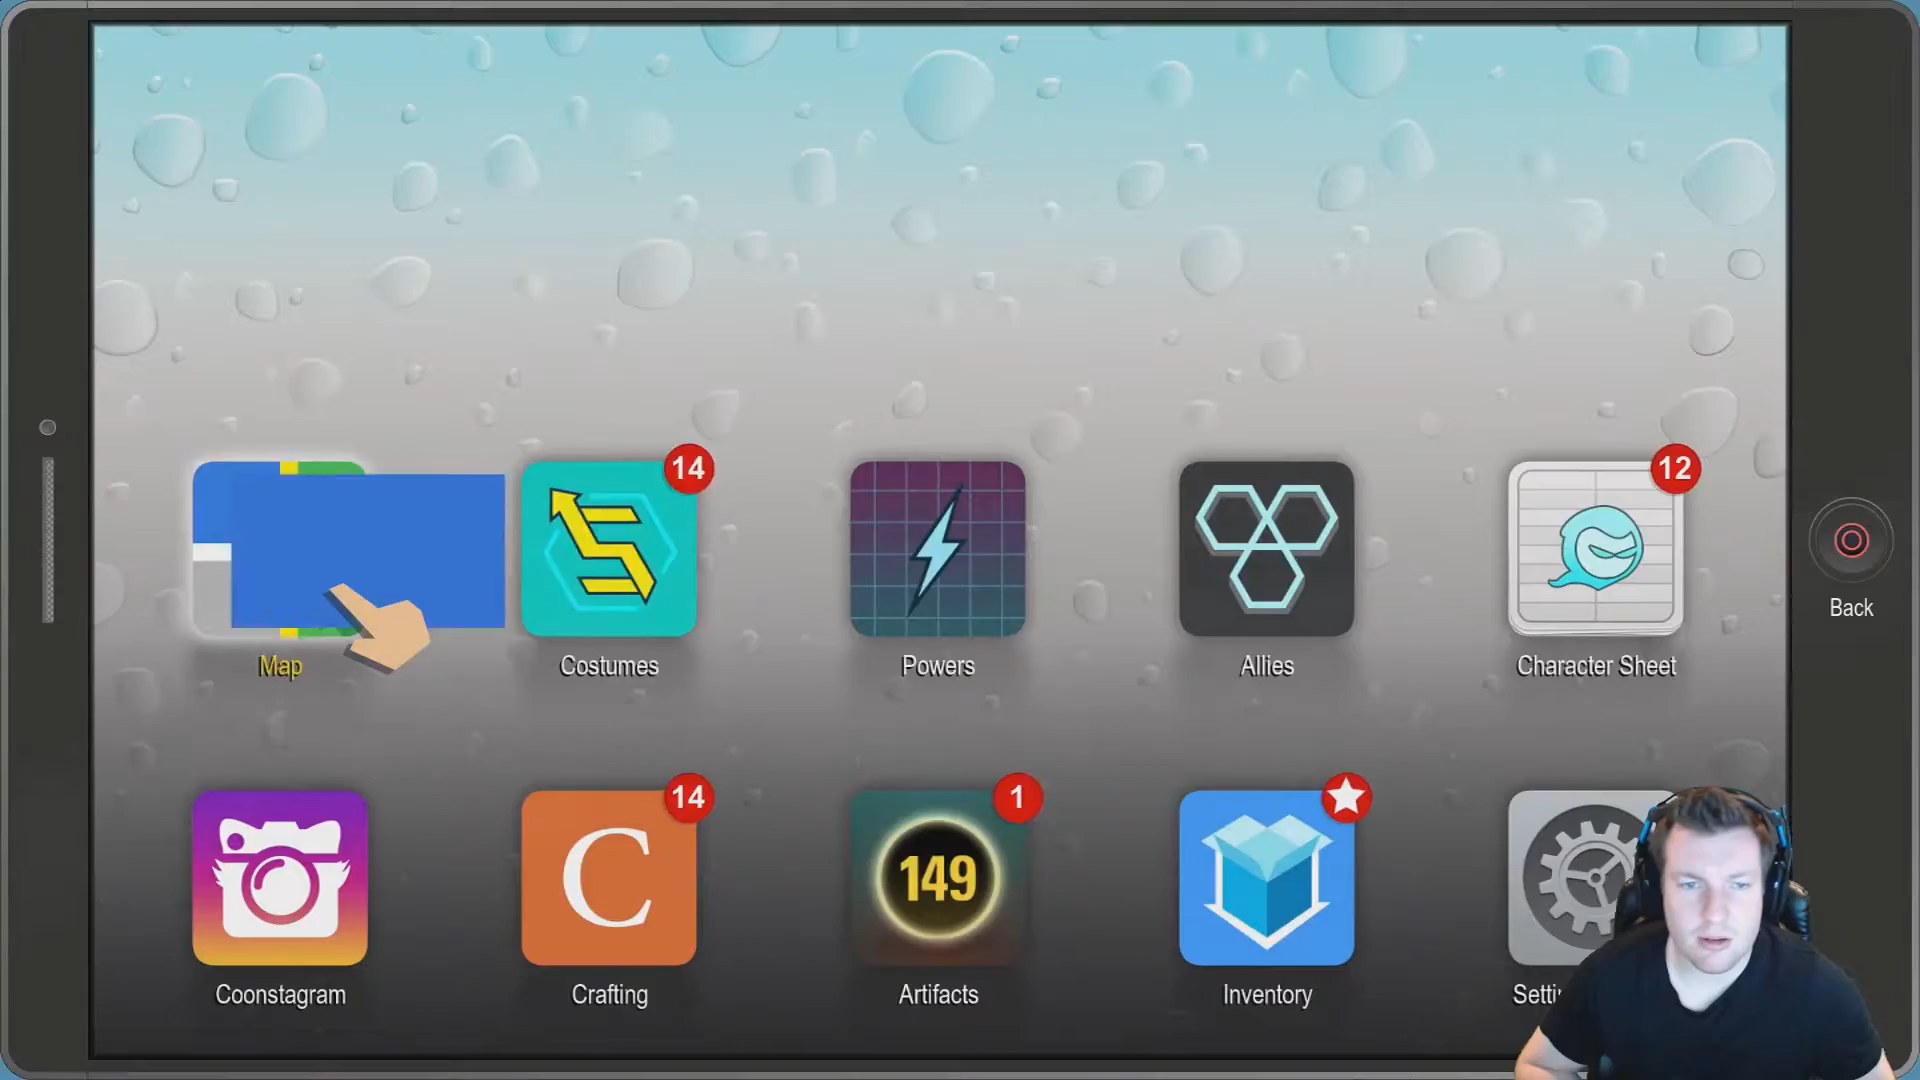 14
12
Map
Costumes
Powers
Allies
Character Sheet
Back
14
1
C
149
Coonstagram
Crafting
Artifacts
Inventory